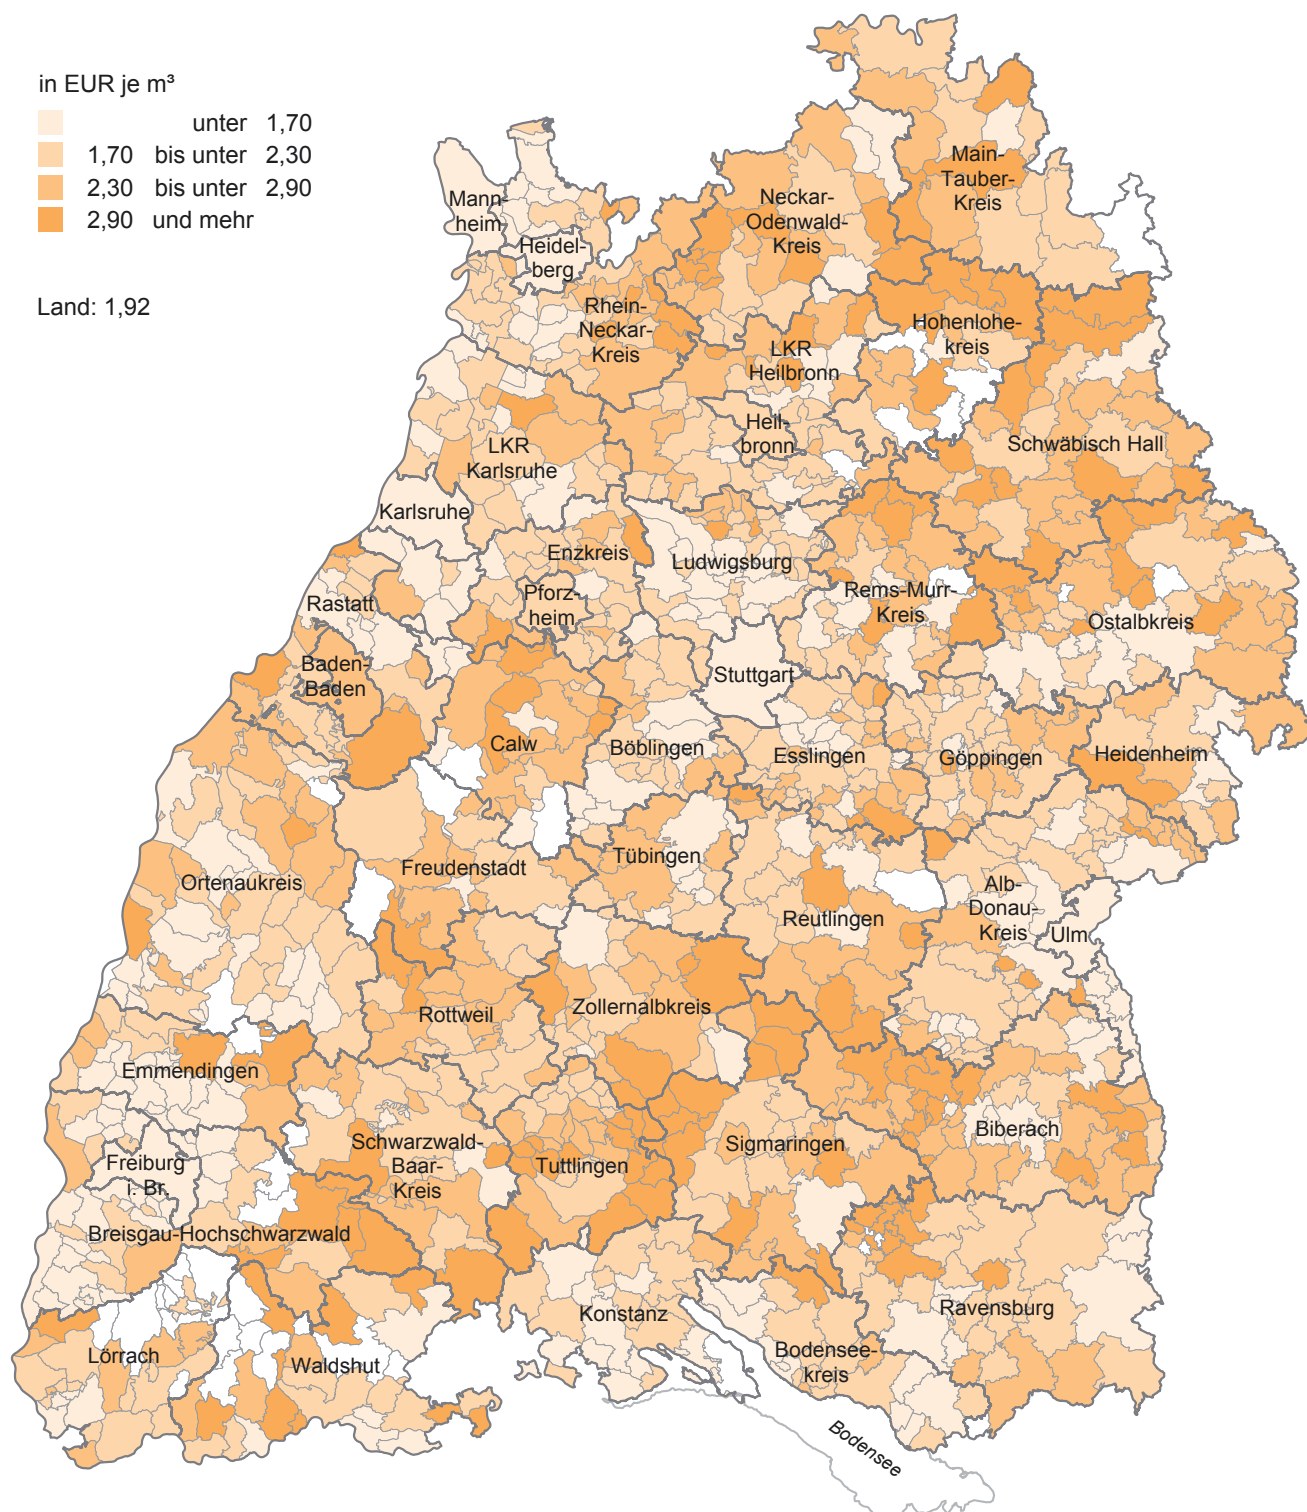 in EUR je m³
unter 1,70
1,70 bis unter 2,30
2,30 bis unter 2,90
2,90 und mehr
Land: 1,92
Main-
Tauber-
Kreis
Neckar-
Odenwald-
Kreis
Mann-
heim
Heidel-
berg
Rhein-
Neckar-
Kreis
Hohenlohe-
kreis
LKR
Heilbronn
Heil-
bronn
Schwäbisch Hall
LKR
Karlsruhe
Karlsruhe
Enzkreis
Ludwigsburg
Pforz-
heim
Rems-Murr-
Kreis
Ostalbkreis
Rastatt
Baden-
Baden
Stuttgart
Calw
Böblingen
Esslingen
Göppingen
Heidenheim
Freudenstadt
Tübingen
Ortenaukreis
Reutlingen
Alb-
Donau-
Kreis
Ulm
Rottweil
Zollernalbkreis
Emmendingen
Freiburg
i. Br.
Schwarzwald-
Baar-
Kreis
Tuttlingen
Sigmaringen
Biberach
Breisgau-Hochschwarzwald
Konstanz
Ravensburg
Lörrach
Waldshut
Bodensee-
kreis
Bodensee